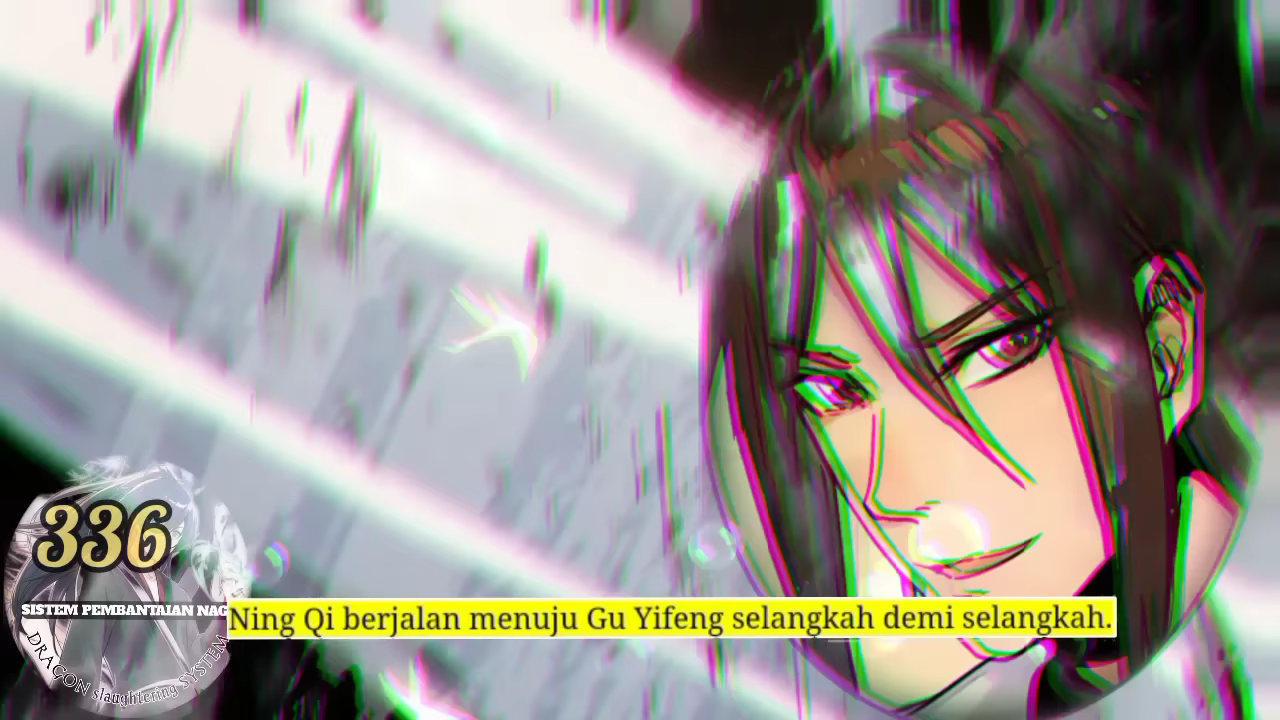 336
SISTEM PEMBANTAIAN NAG
DRAGON slaughtering SYSTEM
Ning Qi berjalan menuju Gu Yifeng selangkah demi selangkah.